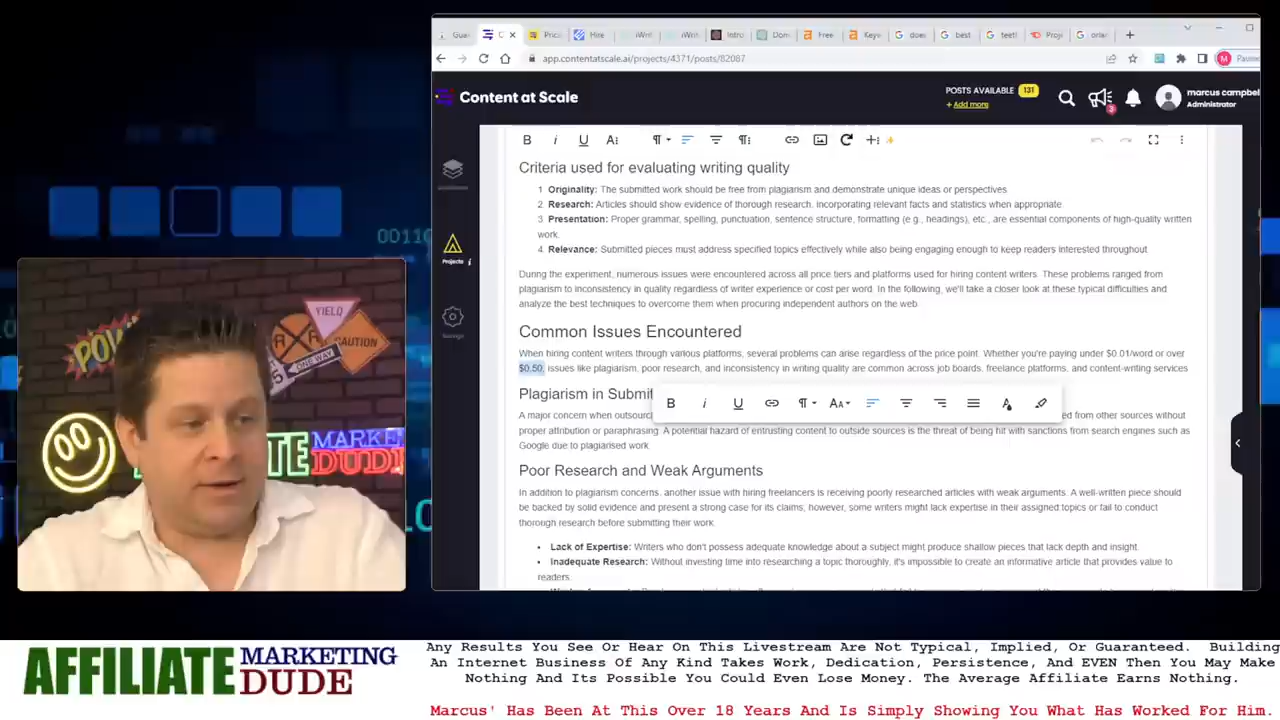 Guar
C
Pric
Hire
iWrit
iWrit
Intro
Dom
Free
Keyw
does
best
teeth
Proj
orlar
app.contentatscale.ai/projects/4371/posts/82087
M
Content at Scale
POSTS AVAILABLE 131
+ Add more
3
marcus campbel
Administrator
Criteria used for evaluating writing quality
1 Originality: The submitted work should be free from plagiarism and demonstrate unique ideas or perspectives
2 Research: Articles should show evidence of thorough research, incorporating relevant facts and statistics when appropriate
3 Presentation: Proper grammar, spelling, punctuation, sentence structure, formatting (e.g., headings), etc., are essential components of high-quality written
work.
4. Relevance: Submitted pieces must address specified topics effectively while also being engaging enough to keep readers interested throughout
During the experiment, numerous issues were encountered across all price tiers and platforms used for hiring content writers. These problems ranged from
plagiarism to inconsistency in quality regardless of writer experience or cost per word. In the following, we'll take a closer look at these typical difficulties and
analyze the best techniques to overcome them when procuring independent authors on the web
Common Issues Encountered
When hiring content writers through various platforms, several problems can arise regardless of the price point. Whether you're paying under $0.01/word or over
$0.50, issues like plagiarism, poor research, and inconsistency in writing quality are common across job boards, freelance platforms, and content-writing services
Plagiarism in Submit
A major concern when outsourc
ed from other sources without
proper attribution or paraphrasing. A potential hazard of entrusting content to outside sources is the threat of being hit with sanctions from search engines such as
Google due to plagiarised work
Poor Research and Weak Arguments
In addition to plagiarism concerns, another issue with hiring freelancers is receiving poorly researched articles with weak arguments. A well-written piece should
be backed by solid evidence and present a strong case for its claims, however, some writers might lack expertise in their assigned topics or fail to conduct
thorough research before submitting their work.
• Lack of Expertise: Writers who don't possess adequate knowledge about a subject might produce shallow pieces that lack depth and insight.
• Inadequate Research: Without investing time into researching a topic thoroughly, it's impossible to create an informative article that provides value to
readers.
Projects
POW
YIELD
CAUTION
ONE WAY
MARKETING
DUDE
AFFILIATE MARKETING DUDE
Any Results You See or Hear On This Livestream Are Not Typical, Implied, Or Guaranteed. Building
An Internet Business Of Any Kind Takes Work, Dedication, Persistence, And EVEN Then You May Make
Nothing And Its Possible You Could Even Lose Money. The Average Affiliate Earns Nothing.
Marcus' Has Been At This Over 18 Years And Is Simply Showing You What Has Worked For Him.